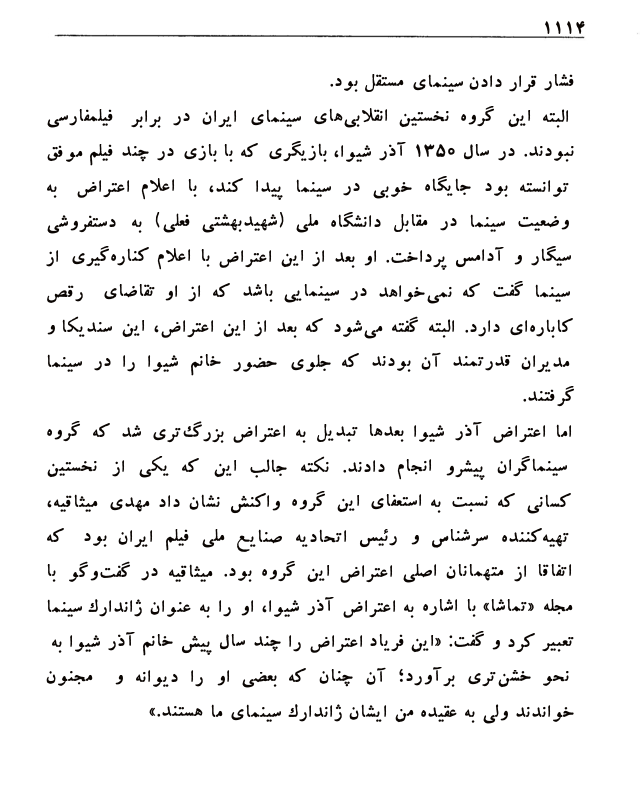 ۱۱۱۴
فشار قرار دادن سینمای مستقل بود.
البته این گروه نخستین انقلابی‌های سینمای ایران در برابر فیلمفارسی
نبودند. در سال ۱۳۵۰ آذر شیوا، بازیگری که با بازی در چند فیلم موفق
توانسته بود جایگاه خوبی در سینما پیدا کند، با اعلام اعتراض به
وضعیت سینما در مقابل دانشگاه ملی (شهیدبهشتی فعلی) به دستفروشی
سیگار و آدامس پرداخت. او بعد از این اعتراض با اعلام کناره‌گیری از
سینما گفت که نمی‌خواهد در سینمایی باشد که از او تقاضای رقص
کاباره‌ای دارد. البته گفته می‌شود که بعد از این اعتراض، این سندیکا و
مدیران قدرتمند آن بودند که جلوی حضور خانم شیوا را در سینما
گرفتند.
اما اعتراض آذر شیوا بعدها تبدیل به اعتراض بزرگ‌تری شد که گروه
سینماگران پیشرو انجام دادند. نکته جالب این که یکی از نخستین
کسانی که نسبت به استعفای این گروه واکنش نشان داد مهدی میثاقیه،
تهیه‌کننده سرشناس و رئیس اتحادیه صنایع ملی فیلم ایران بود که
اتفاقا از متهمانان اصلی اعتراض این گروه بود. میثاقیه در گفت‌وگو با
مجله «تماشا» با اشاره به اعتراض آذر شیوا، او را به عنوان ژاندارك سینما
تعبیر کرد و گفت: «این فریاد اعتراض را چند سال پیش خانم آذر شیوا به
نحو خشن‌تری برآورد؛ آن چنان که بعضی او را دیوانه و مجنون
خواندند ولی به عقیده من ایشان ژاندارك سینمای ما هستند.»